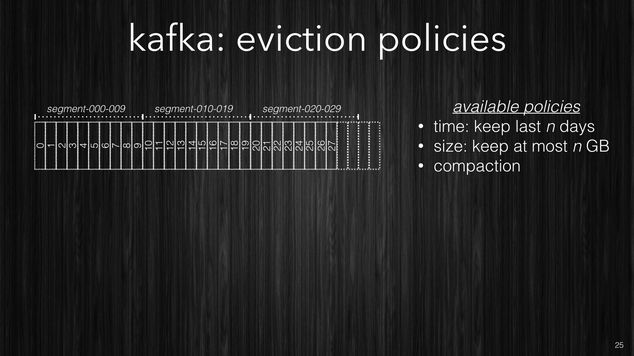 kafka: eviction policies
segment-000-009 segment-010-019 segment-020-029
0 1 2 3 4 5 6 7 8 9 10 11 12 13 14 15 16 17 18 19 20 21 22 23 24 25 26 27
available policies
• time: keep last n days
• size: keep at most n GB
• compaction
25